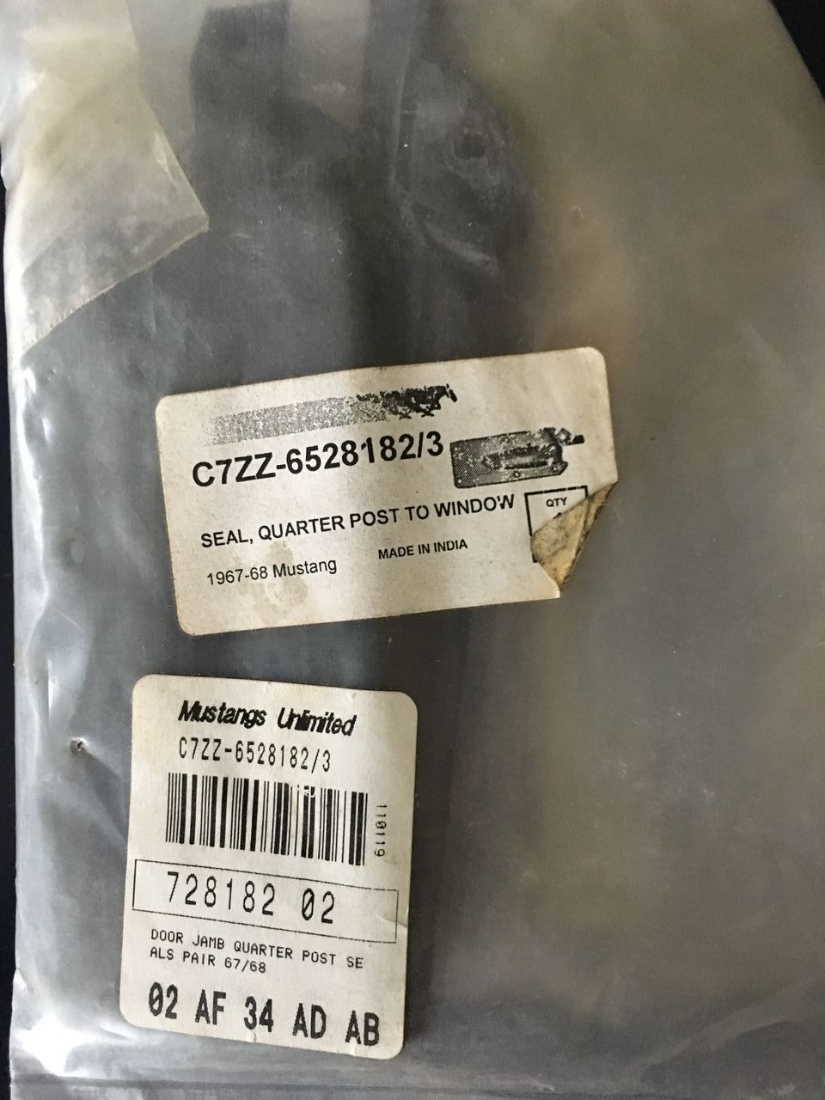 C7ZZ-6528182/3
SEAL, QUARTER POST TO WINDOW
QTY
1967-68 Mustang
MADE IN INDIA
Mustangs Unlimited
C7ZZ-6528182/3
110119
728182 02
DOOR JAMB QUARTER POST SE
ALS PAIR 67/68
02 AF 34 AD AB